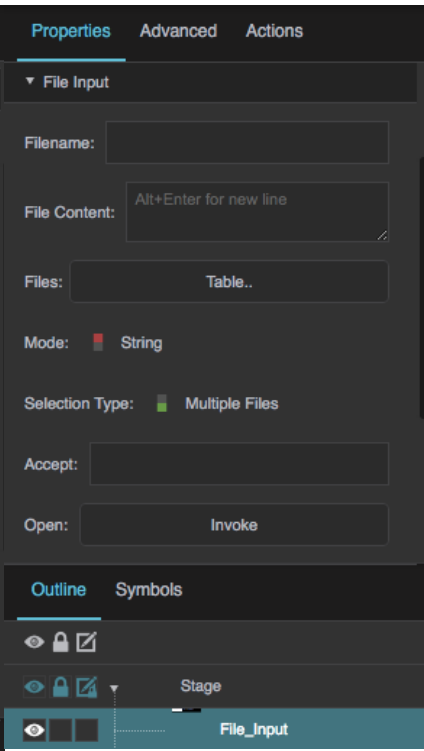 Properties Advanced Actions
File Input
Filename:
File Content: Alt+Enter for new line
Files: Table..
Mode: String
Selection Type: Multiple Files
Accept:
Open: Invoke
Outline Symbols
Stage
File_Input